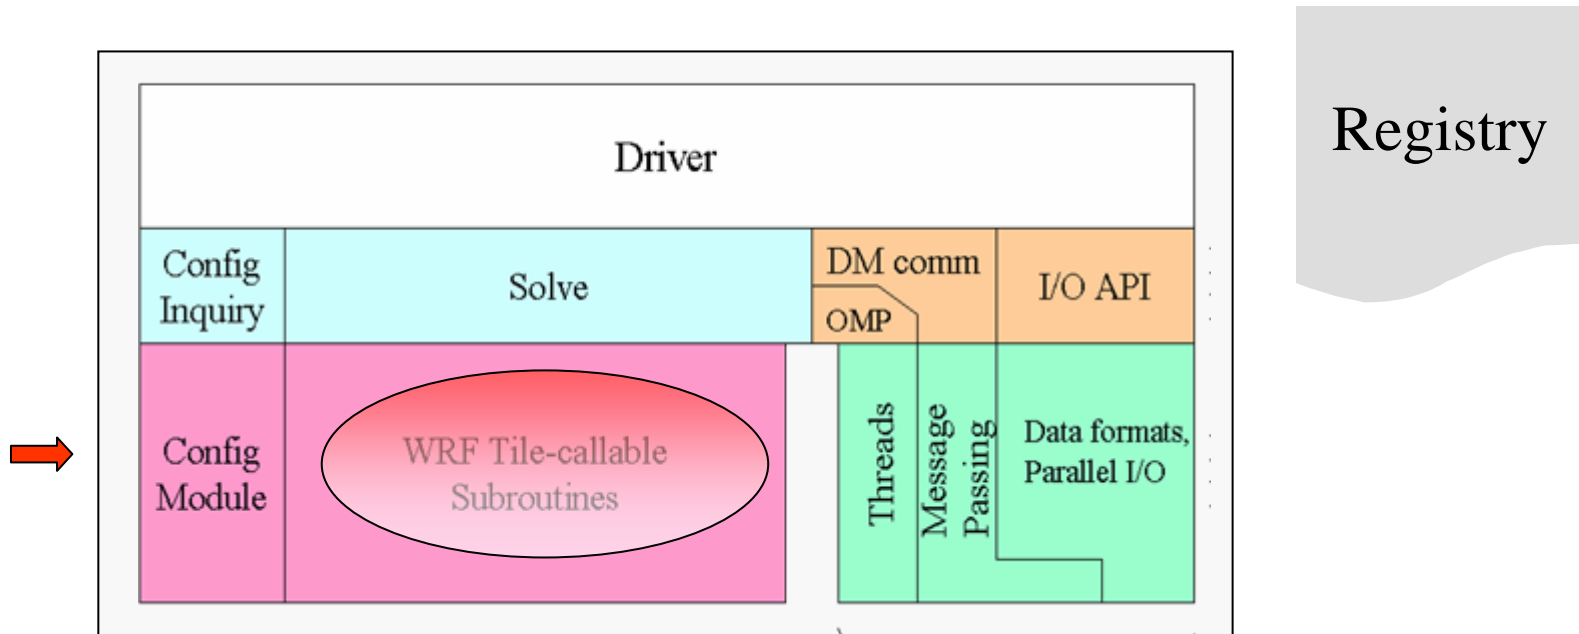 Registry
Driver
Config
Inquiry
Solve
DM comm
OMP
I/O API
Config
Module
WRF Tile-callable
Subroutines
Threads
Message
Passing
Data formats,
Parallel I/O